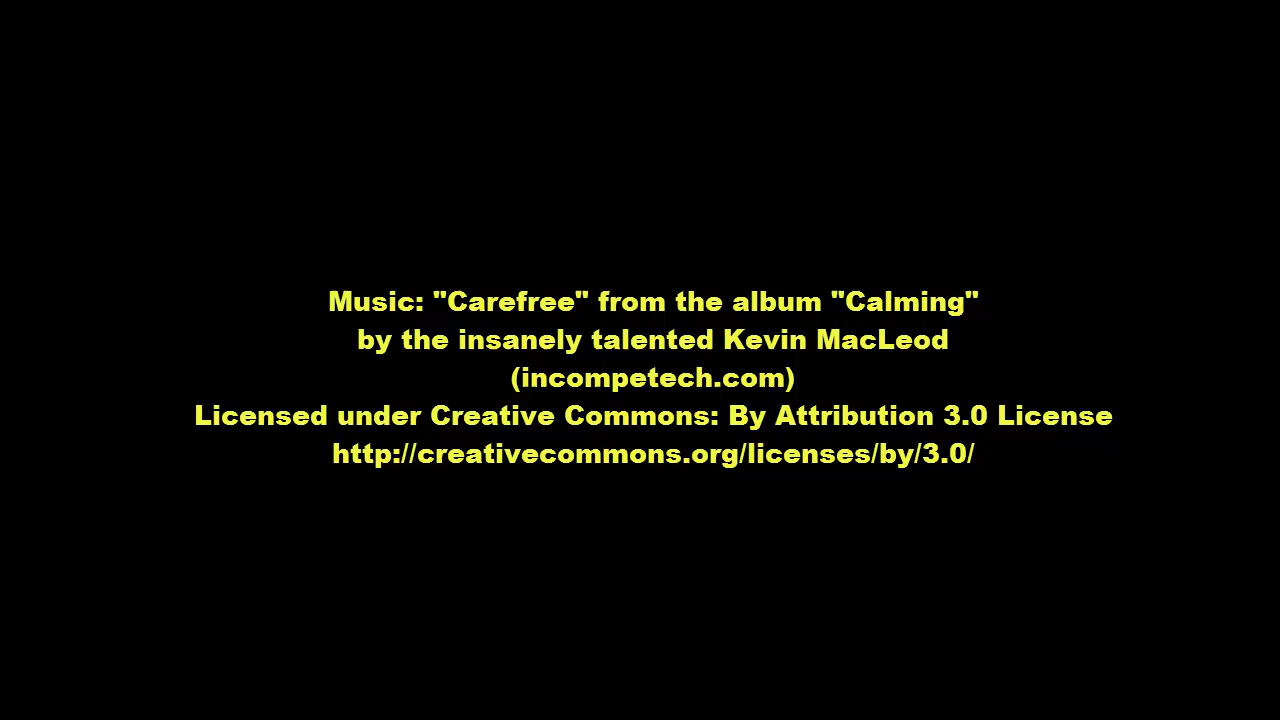 Music: "Carefree" from the album "Calming"
by the insanely talented Kevin MacLeod
(incompetech.com)
Licensed under Creative Commons: By Attribution 3.0 License
http://creativecommons.org/licenses/by/3.0/